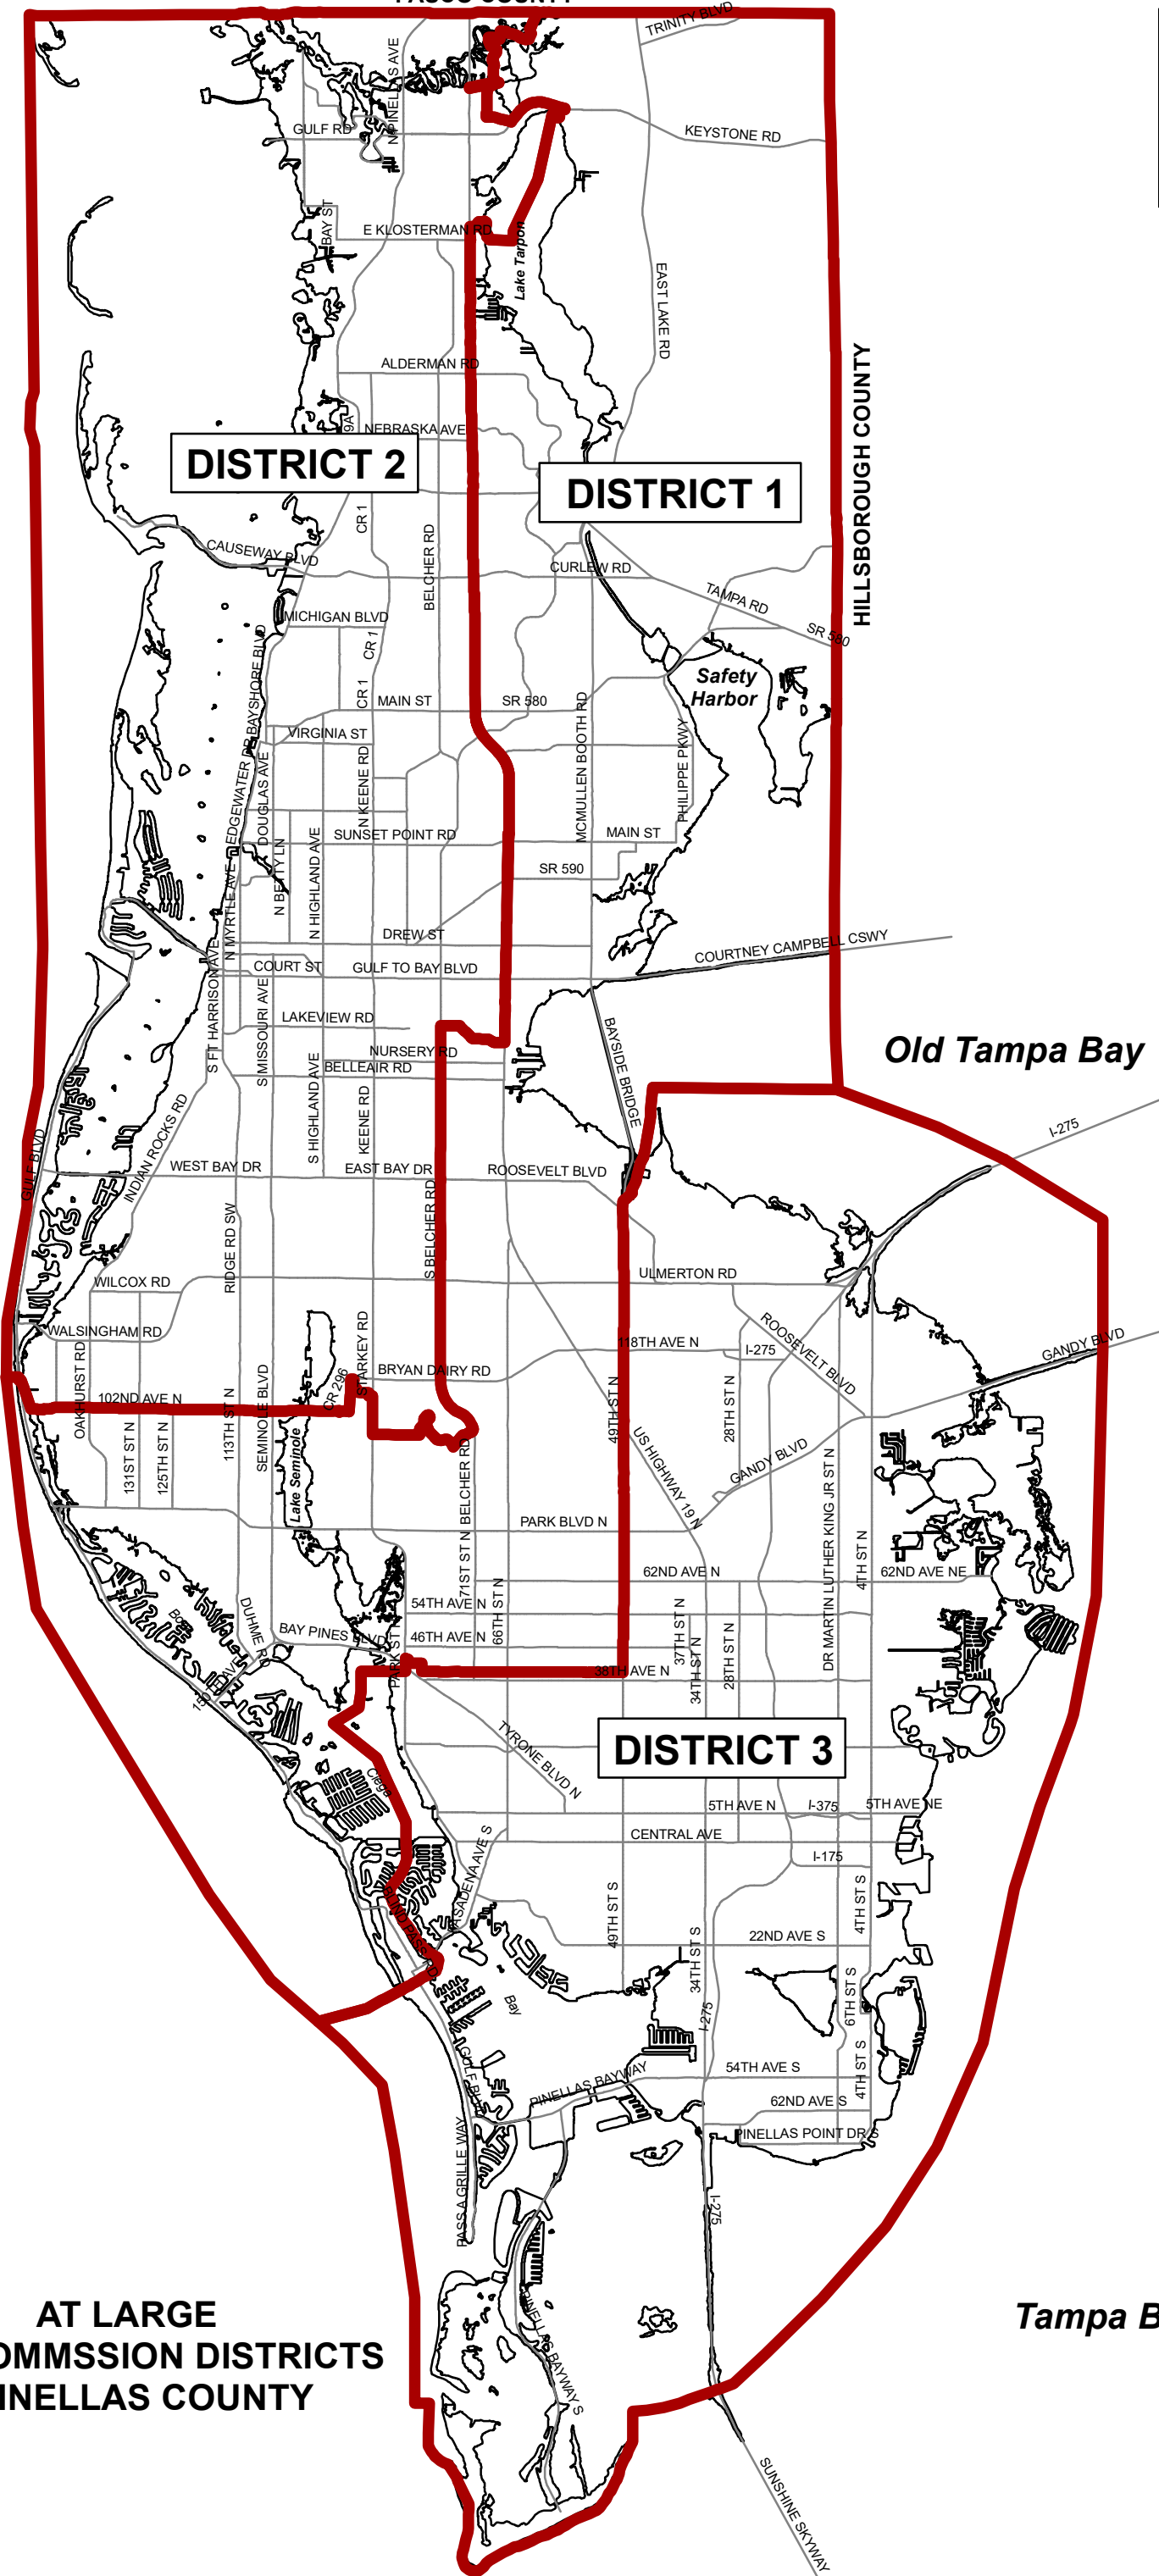 TRINITY BLVD
N PINELLAS AVE
GULF RD
KEYSTONE RD
BAY ST
E KLOSTERMAN RD
Lake Tarpon
EAST LAKE RD
HILLSBOROUGH COUNTY
ALDERMAN RD
NEBRASKA AVE
DISTRICT 2
DISTRICT 1
CR 1
BELCHER RD
CAUSEWAY BLVD
CURLEW RD
TAMPA RD
SR 580
MICHIGAN BLVD
CR 1
BAYSHORE BLVD
Safety
Harbor
CR 1
MAIN ST
SR 580
MCMULLEN BOOTH RD
PHILIPPE PKWY
VIRGINIA ST
EDGEWATER DR
DOUGLAS AVE
N KEENE RD
SUNSET POINT RD
MAIN ST
SR 590
N BETTY LN
N HIGHLAND AVE
N MYRTLE AVE
DREW ST
COURTNEY CAMPBELL CSWY
COURT ST
GULF TO BAY BLVD
S FT HARRISON AVE
S MISSOURI AVE
LAKEVIEW RD
BAYSIDE BRIDGE
Old Tampa Bay
NURSERY RD
BELLEAIR RD
S HIGHLAND AVE
KEENE RD
INDIAN ROCKS RD
I-275
GULF BLVD
WEST BAY DR
EAST BAY DR
ROOSEVELT BLVD
S BELCHER RD
RIDGE RD SW
WILCOX RD
ULMERTON RD
WALSINGHAM RD
STARKEY RD
118TH AVE N
I-275
ROOSEVELT BLVD
GANDY BLVD
OAKHURST RD
BRYAN DAIRY RD
CR 296
102ND AVE N
113TH ST N
SEMINOLE BLVD
49TH ST N
28TH ST N
131ST ST N
125TH ST N
Lake Seminole
BELCHER RD
US HIGHWAY 19 N
GANDY BLVD
DR MARTIN LUTHER KING JR ST N
PARK BLVD N
71ST ST N
4TH ST N
62ND AVE N
62ND AVE NE
66TH ST N
54TH AVE N
DUHME RD
BAY PINES BLVD
46TH AVE N
37TH ST N
34TH ST N
28TH ST N
PARK ST N
Boca
38TH AVE N
TYRONE BLVD N
DISTRICT 3
Ciega
5TH AVE N
I-375
5TH AVE NE
CENTRAL AVE
I-175
PASADENA AVE S
BLIND PASS RD
49TH ST S
34TH ST S
4TH ST S
22ND AVE S
Bay
6TH ST S
I-275
GULF BLVD
54TH AVE S
4TH ST S
PINELLAS BAYWAY
62ND AVE S
PINELLAS POINT DR S
PASS A GRILLE WAY
I-275
PINELLAS BAYWAY S
AT LARGE
OMMSSION DISTRICTS
INELLAS COUNTY
Tampa B
SUNSHINE SKYWAY